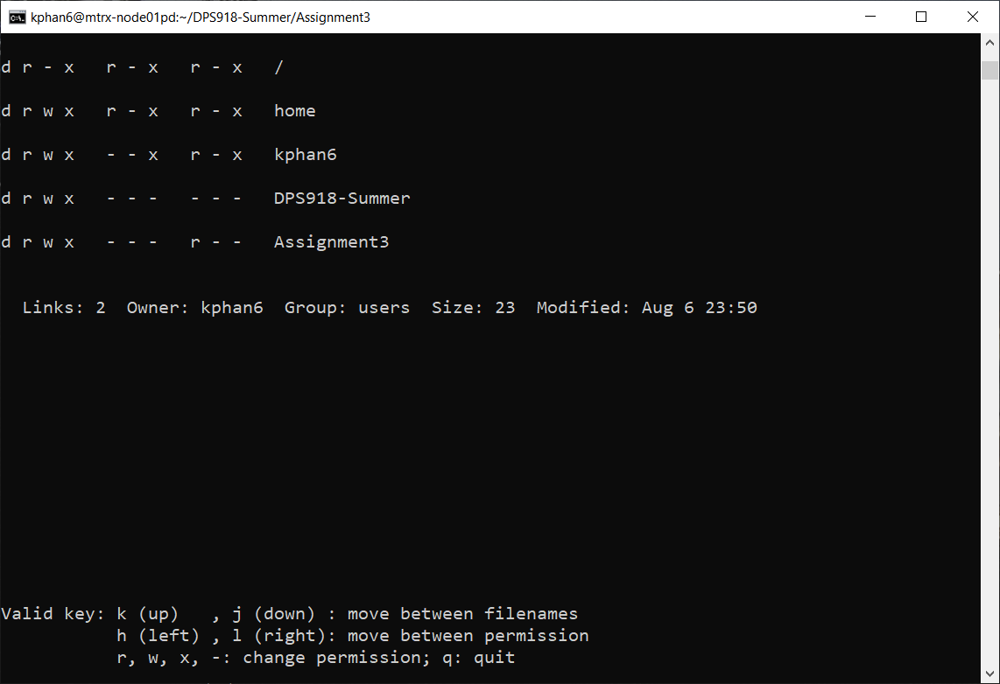 kphan6@mtrx-node01pd:~/DPS918-Summer/Assignment3
d r - x   r - x   r - x   /
d r w x   r - x   r - x   home
d r w x   - - x   r - x   kphan6
d r w x   - - -   - - -   DPS918-Summer
d r w x   - - -   r - -   Assignment3
Links: 2  Owner: kphan6  Group: users  Size: 23  Modified: Aug 6 23:50
Valid key: k (up)   , j (down) : move between filenames
h (left) , l (right): move between permission
r, w, x, -: change permission; q: quit